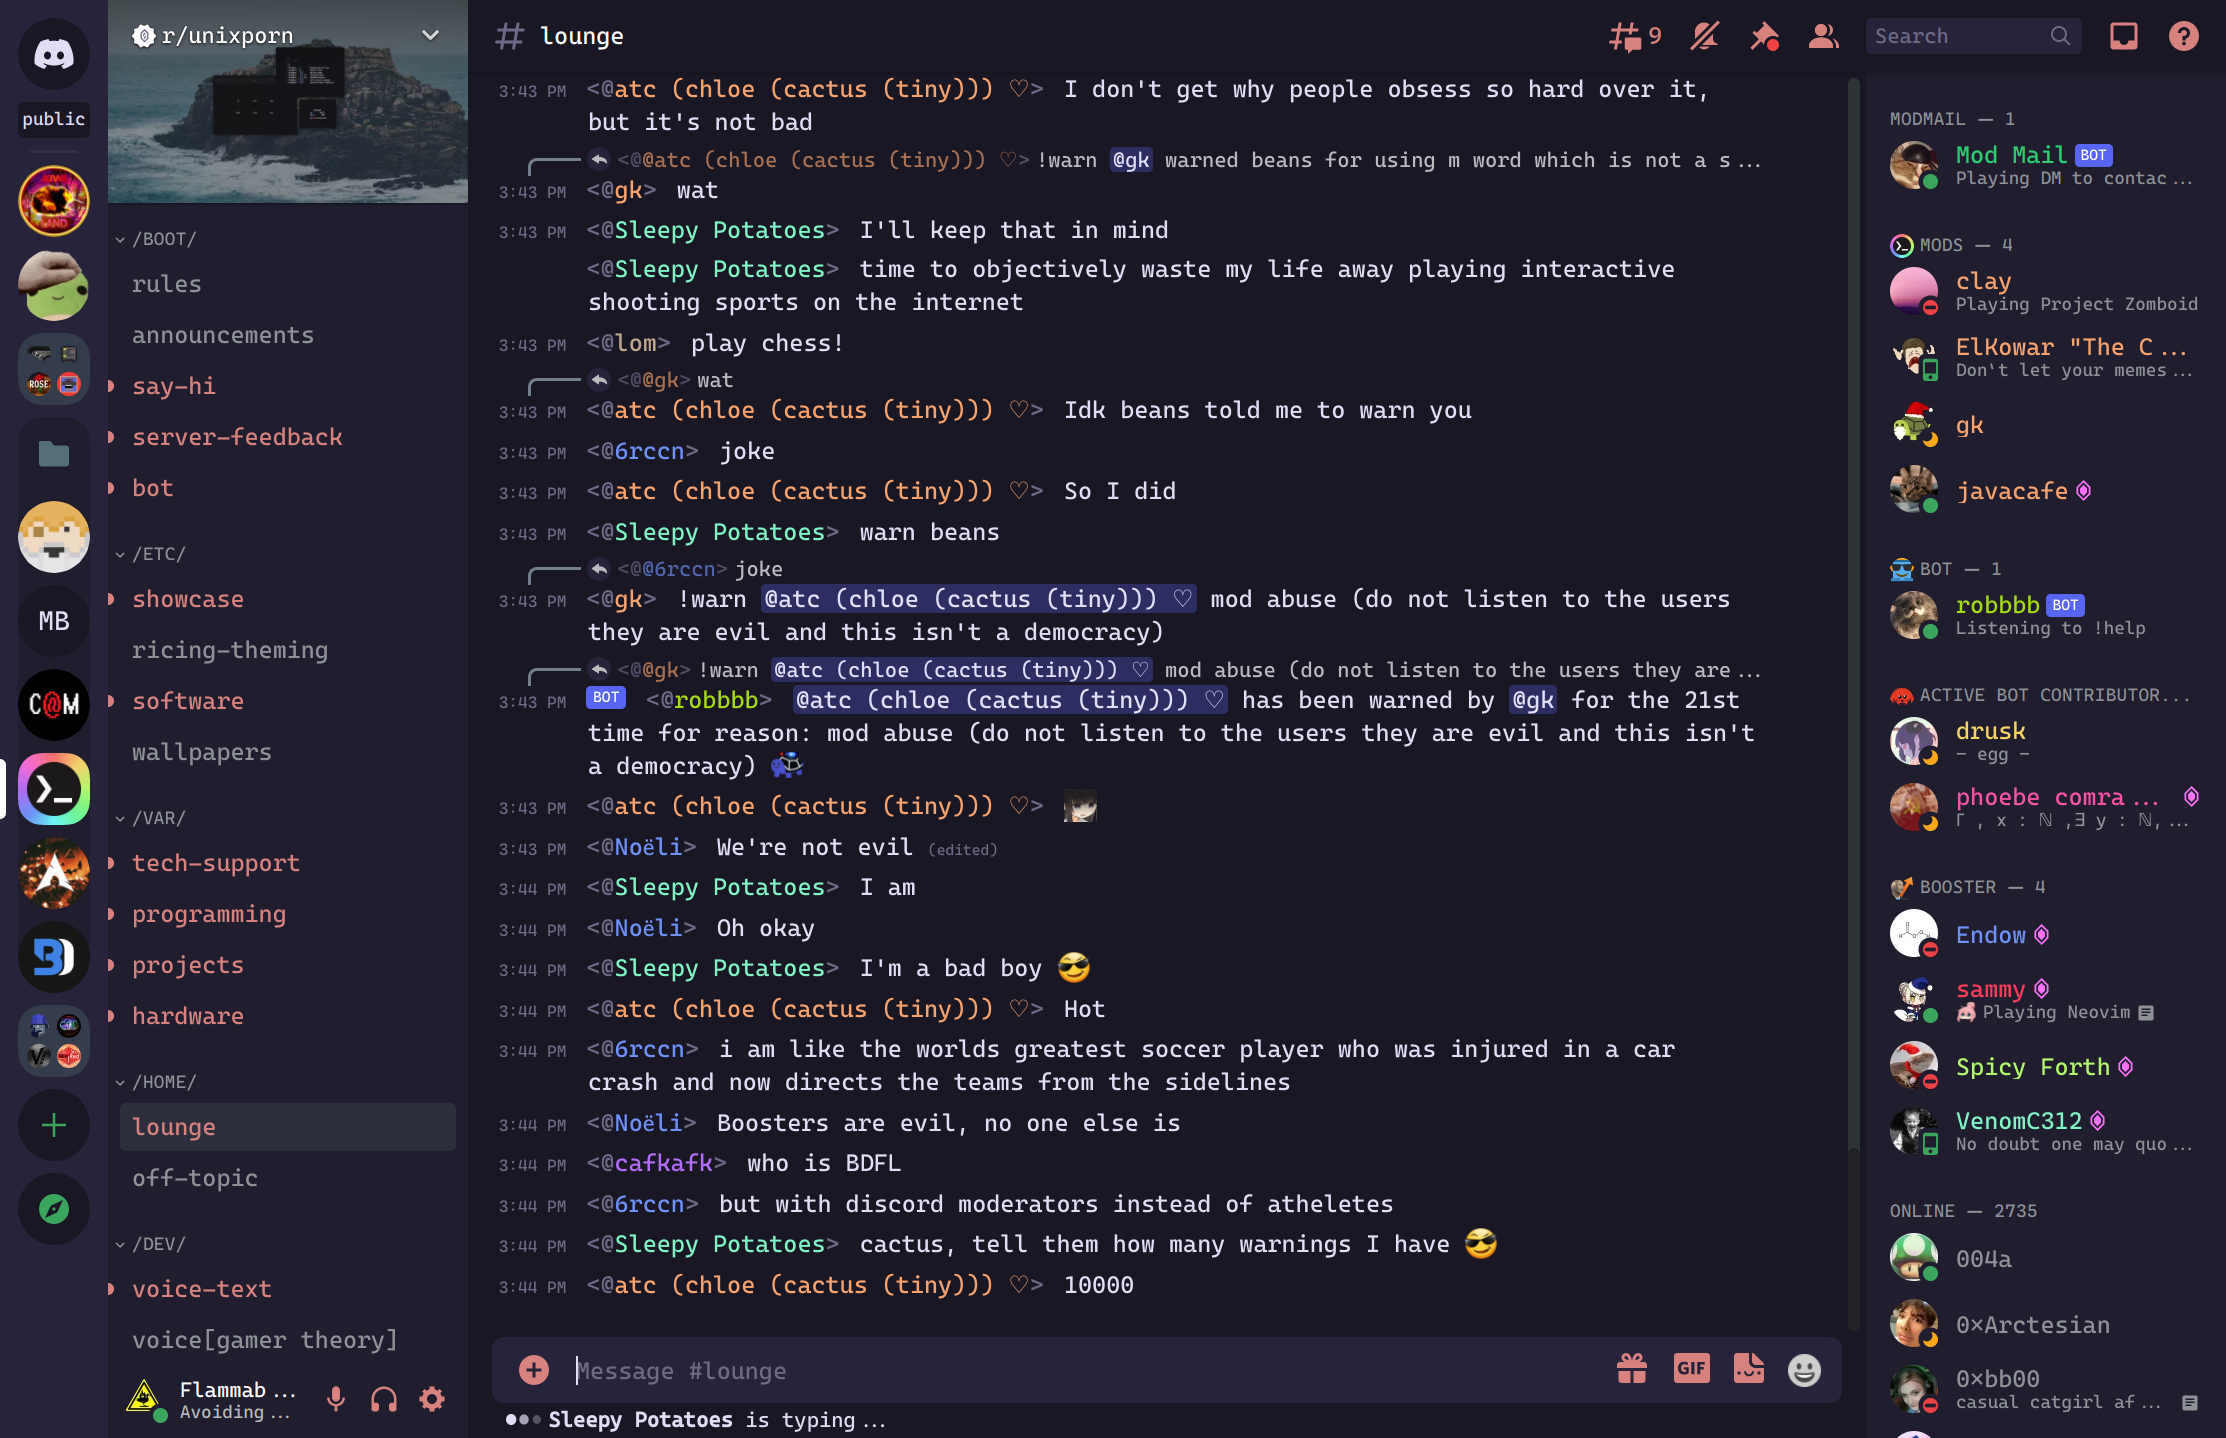 public
MB
C@M
r/unixporn
/BOOT/
rules
announcements
say-hi
server-feedback
bot
/ETC/
showcase
ricing-theming
software
wallpapers
/VAR/
tech-support
programming
projects
hardware
/HOME/
lounge
off-topic
/DEV/
voice-text
voice[gamer theory]
Flammab...
Avoiding...
# lounge
9
Search
3:43 PM <@atc (chloe (cactus (tiny))) ♡> I don't get why people obsess so hard over it,
but it's not bad
<@@atc (chloe (cactus (tiny))) ♡> !warn @gk warned beans for using m word which is not a s...
3:43 PM <@gk> wat
3:43 PM <@Sleepy Potatoes> I'll keep that in mind
<@Sleepy Potatoes> time to objectively waste my life away playing interactive
shooting sports on the internet
3:43 PM <@lom> play chess!
<@@gk> wat
3:43 PM <@atc (chloe (cactus (tiny))) ♡> Idk beans told me to warn you
3:43 PM <@6rccn> joke
3:43 PM <@atc (chloe (cactus (tiny))) ♡> So I did
3:43 PM <@Sleepy Potatoes> warn beans
<@@6rccn> joke
3:43 PM <@gk> !warn @atc (chloe (cactus (tiny))) ♡ mod abuse (do not listen to the users
they are evil and this isn't a democracy)
<@@gk> !warn @atc (chloe (cactus (tiny))) ♡ mod abuse (do not listen to the users they are...
3:43 PM BOT <@robbbb> @atc (chloe (cactus (tiny))) ♡ has been warned by @gk for the 21st
time for reason: mod abuse (do not listen to the users they are evil and this isn't
a democracy)
3:43 PM <@atc (chloe (cactus (tiny))) ♡>
3:43 PM <@Noëli> We're not evil (edited)
3:44 PM <@Sleepy Potatoes> I am
3:44 PM <@Noëli> Oh okay
3:44 PM <@Sleepy Potatoes> I'm a bad boy 😎
3:44 PM <@atc (chloe (cactus (tiny))) ♡> Hot
3:44 PM <@6rccn> i am like the worlds greatest soccer player who was injured in a car
crash and now directs the teams from the sidelines
3:44 PM <@Noëli> Boosters are evil, no one else is
3:44 PM <@cafkafk> who is BDFL
3:44 PM <@6rccn> but with discord moderators instead of atheletes
3:44 PM <@Sleepy Potatoes> cactus, tell them how many warnings I have 😎
3:44 PM <@atc (chloe (cactus (tiny))) ♡> 10000
Message #lounge
GIF
Sleepy Potatoes is typing...
MODMAIL — 1
Mod Mail BOT
Playing DM to contac...
MODS — 4
clay
Playing Project Zomboid
ElKowar "The C...
Don't let your memes...
gk
javacafe
BOT — 1
robbbb BOT
Listening to !help
ACTIVE BOT CONTRIBUTOR...
drusk
- egg -
phoebe comra...
Γ , x : ℕ ,∃ y : ℕ,...
BOOSTER — 4
Endow
sammy
Playing Neovim
Spicy Forth
VenomC312
No doubt one may quo...
ONLINE — 2735
004a
0×Arctesian
0×bb00
casual catgirl af...